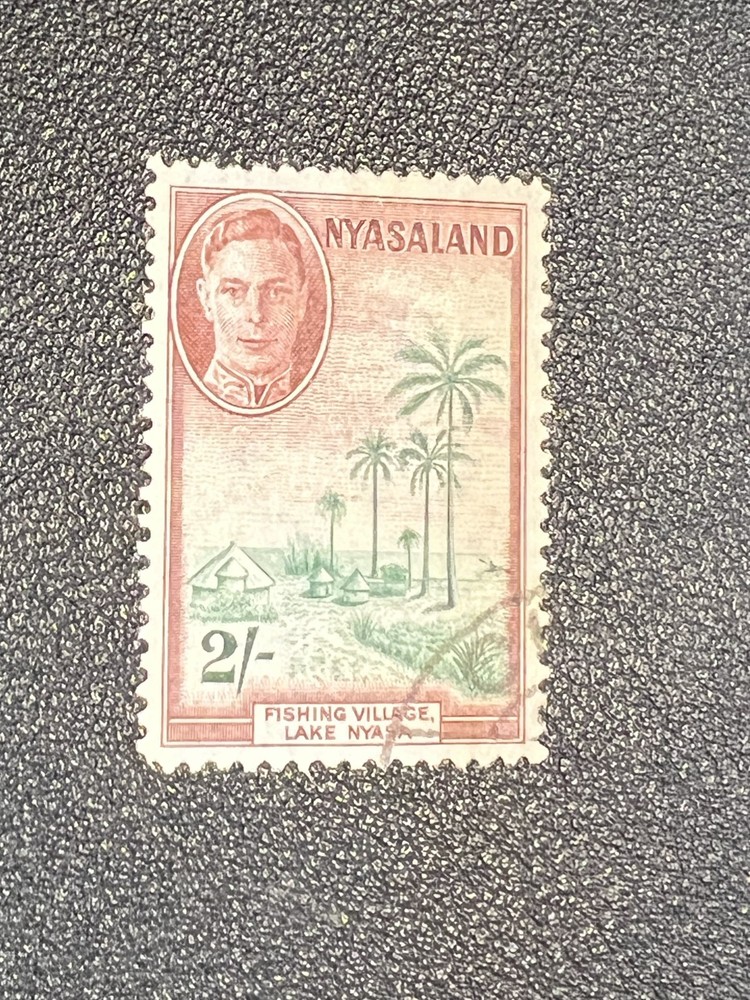 NYASALAND
2/-
FISHING VILLAGE,
LAKE NYASA